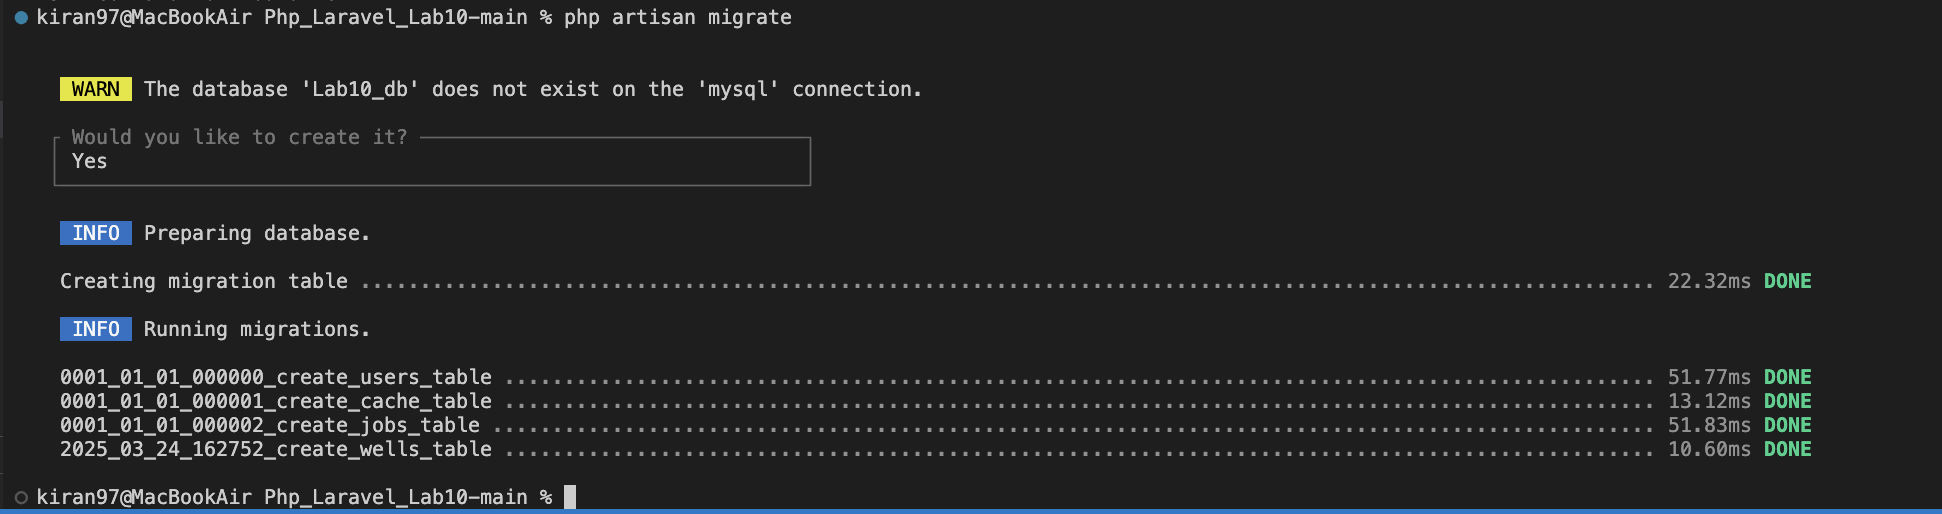 kiran97@MacBookAir Php_Laravel_Lab10-main % php artisan migrate
WARN The database 'Lab10_db' does not exist on the 'mysql' connection.
Would you like to create it?
Yes
INFO Preparing database.
Creating migration table ............................................................................................................ 22.32ms DONE
INFO Running migrations.
0001_01_01_000000_create_users_table ................................................................................................ 51.77ms DONE
0001_01_01_000001_create_cache_table ................................................................................................ 13.12ms DONE
0001_01_01_000002_create_jobs_table ................................................................................................. 51.83ms DONE
2025_03_24_162752_create_wells_table ................................................................................................ 10.60ms DONE
kiran97@MacBookAir Php_Laravel_Lab10-main %